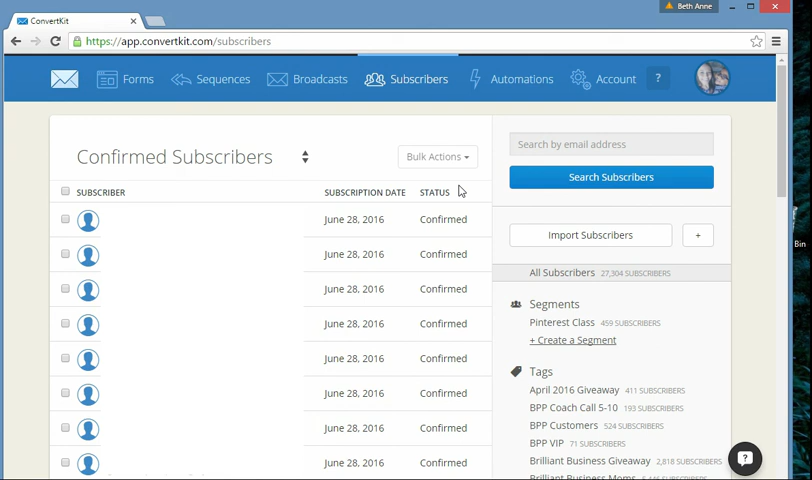 ConvertKit
Beth Anne
https://app.convertkit.com/subscribers
Forms Sequences Broadcasts Subscribers Automations Account ?
Confirmed Subscribers Bulk Actions
Search by email address
Search Subscribers
SUBSCRIBER SUBSCRIPTION DATE STATUS
June 28, 2016 Confirmed
Import Subscribers +
June 28, 2016 Confirmed
All Subscribers 27,304 SUBSCRIBERS
June 28, 2016 Confirmed
Segments
Pinterest Class 459 SUBSCRIBERS
June 28, 2016 Confirmed
+ Create a Segment
June 28, 2016 Confirmed
Tags
April 2016 Giveaway 411 SUBSCRIBERS
June 28, 2016 Confirmed
BPP Coach Call 5-10 193 SUBSCRIBERS
BPP Customers 524 SUBSCRIBERS
June 28, 2016 Confirmed
BPP VIP 71 SUBSCRIBERS
Brilliant Business Giveaway 2,818 SUBSCRIBERS
June 28, 2016 Confirmed
Bin